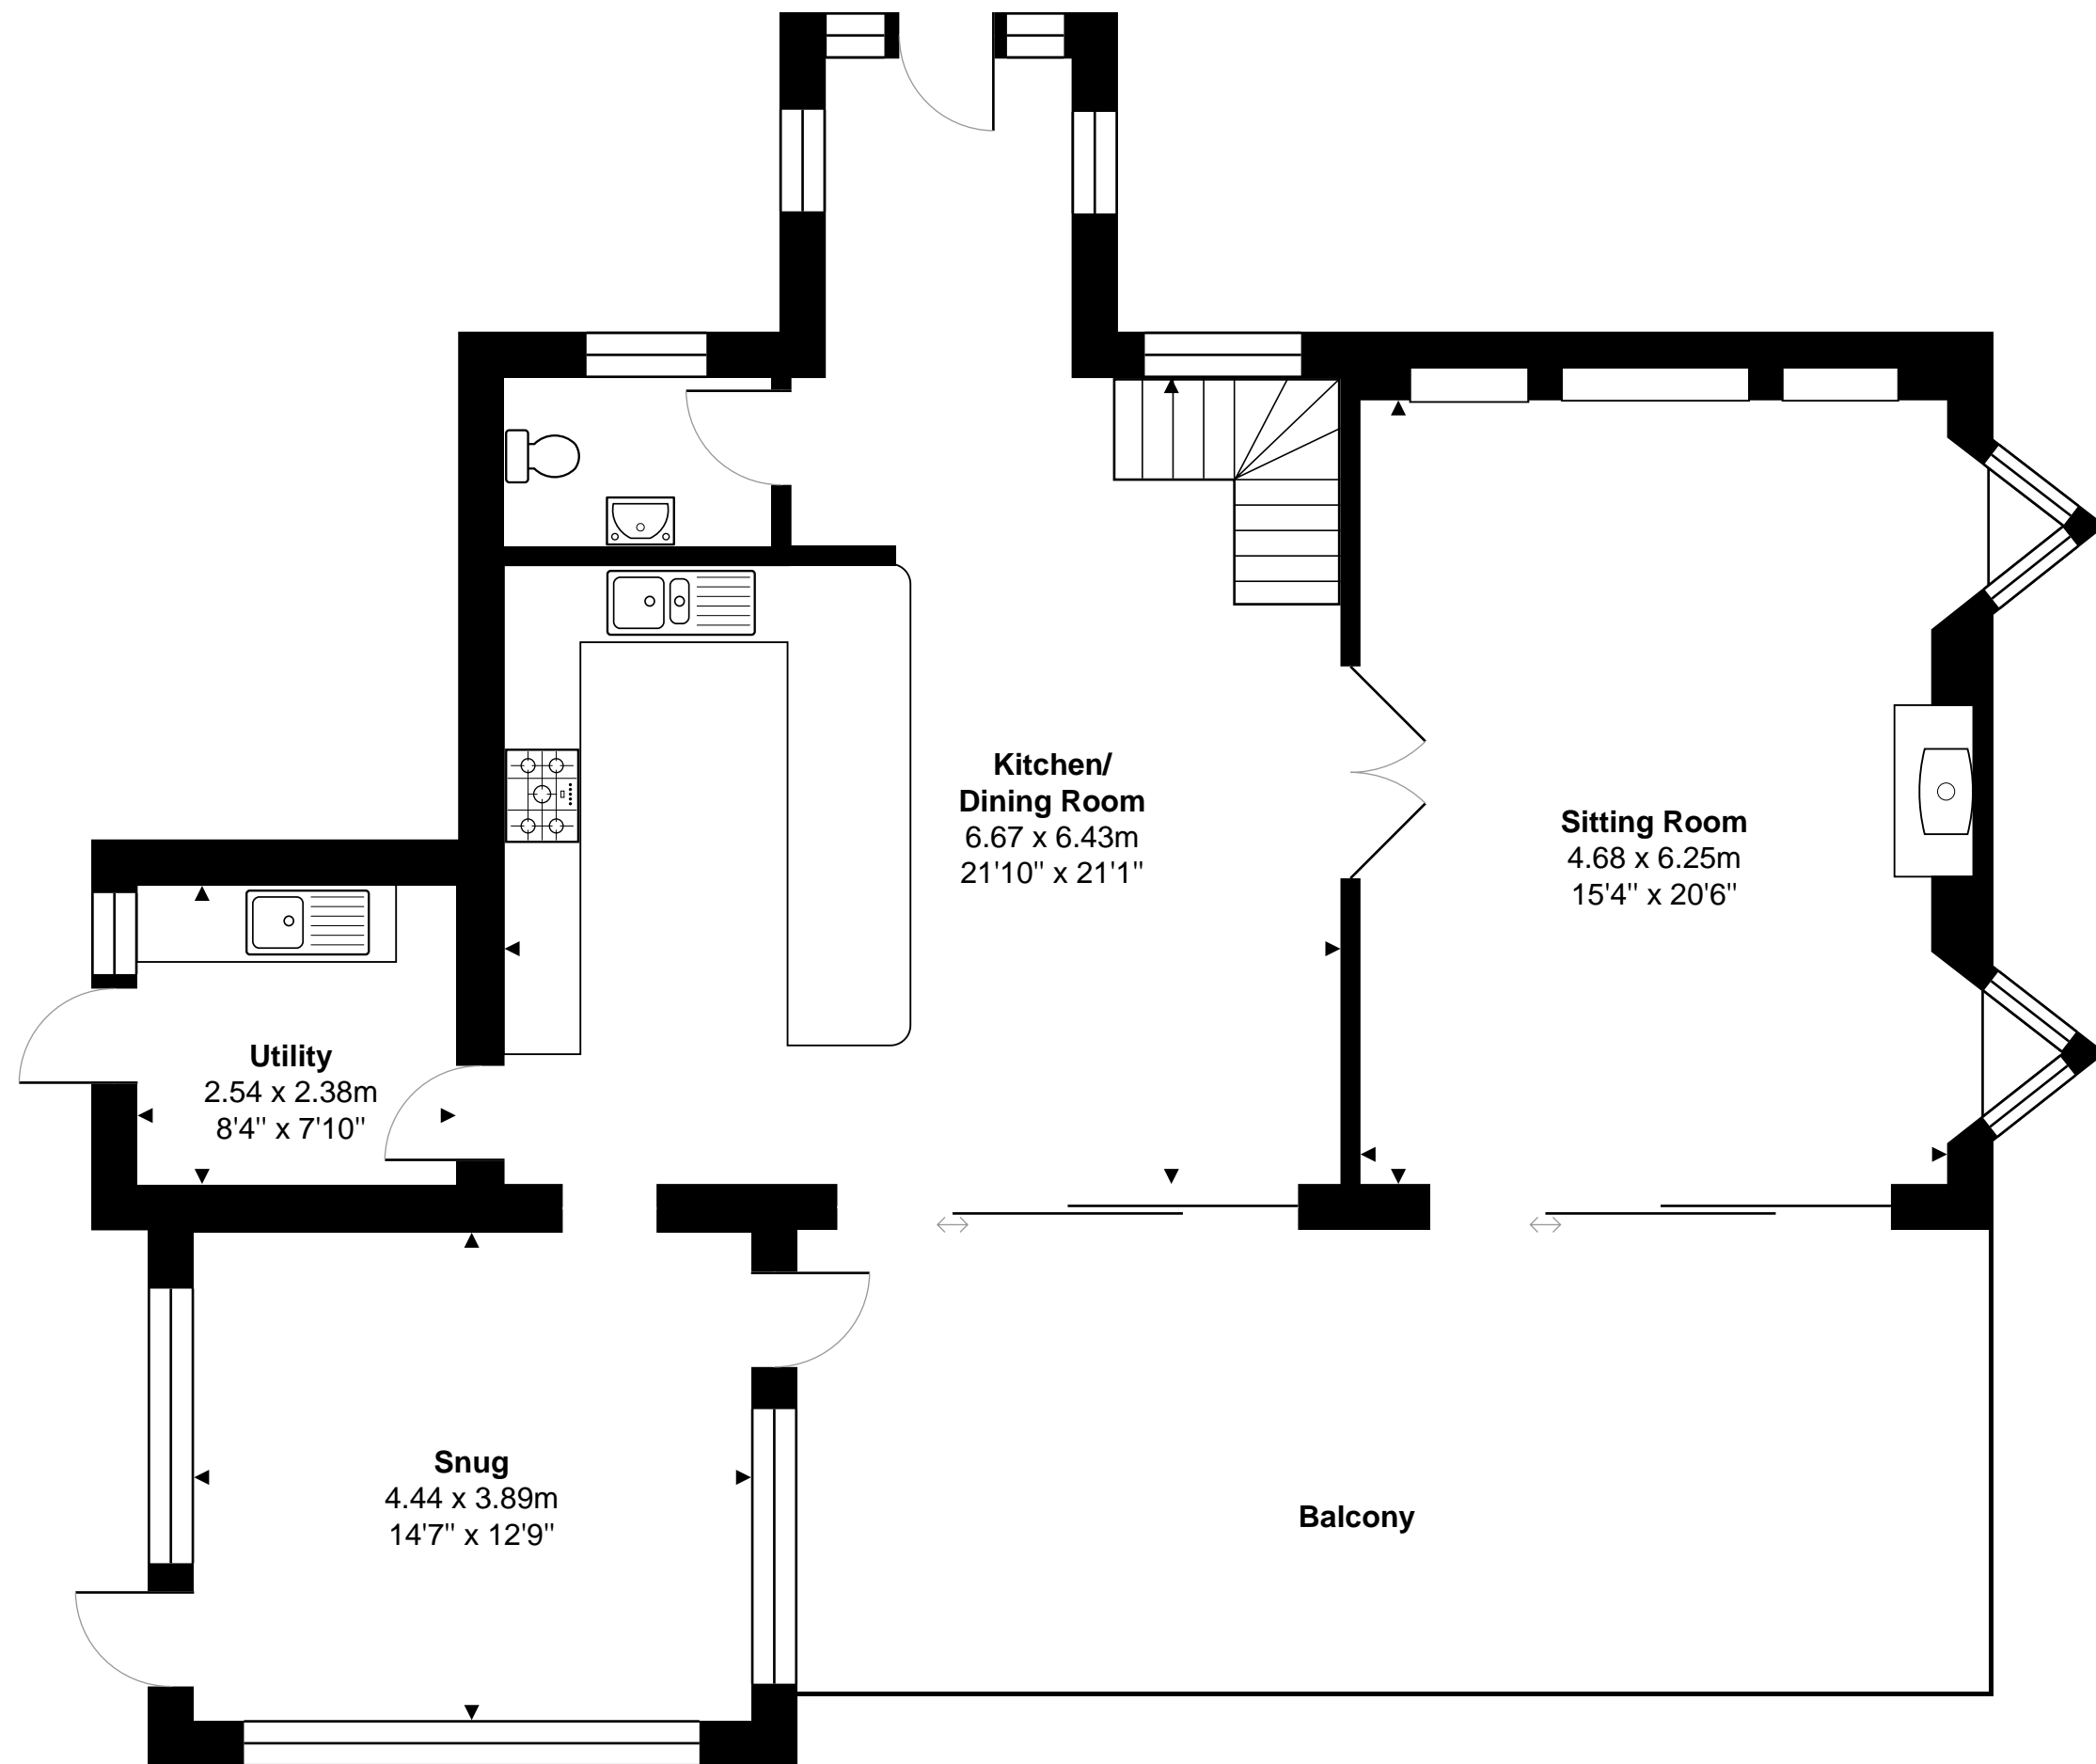 Kitchen/
Dining Room
6.67 x 6.43m
21'10" x 21'1"
Sitting Room
4.68 x 6.25m
15'4" x 20'6"
Utility
2.54 x 2.38m
8'4" x 7'10"
Snug
4.44 x 3.89m
14'7" x 12'9"
Balcony